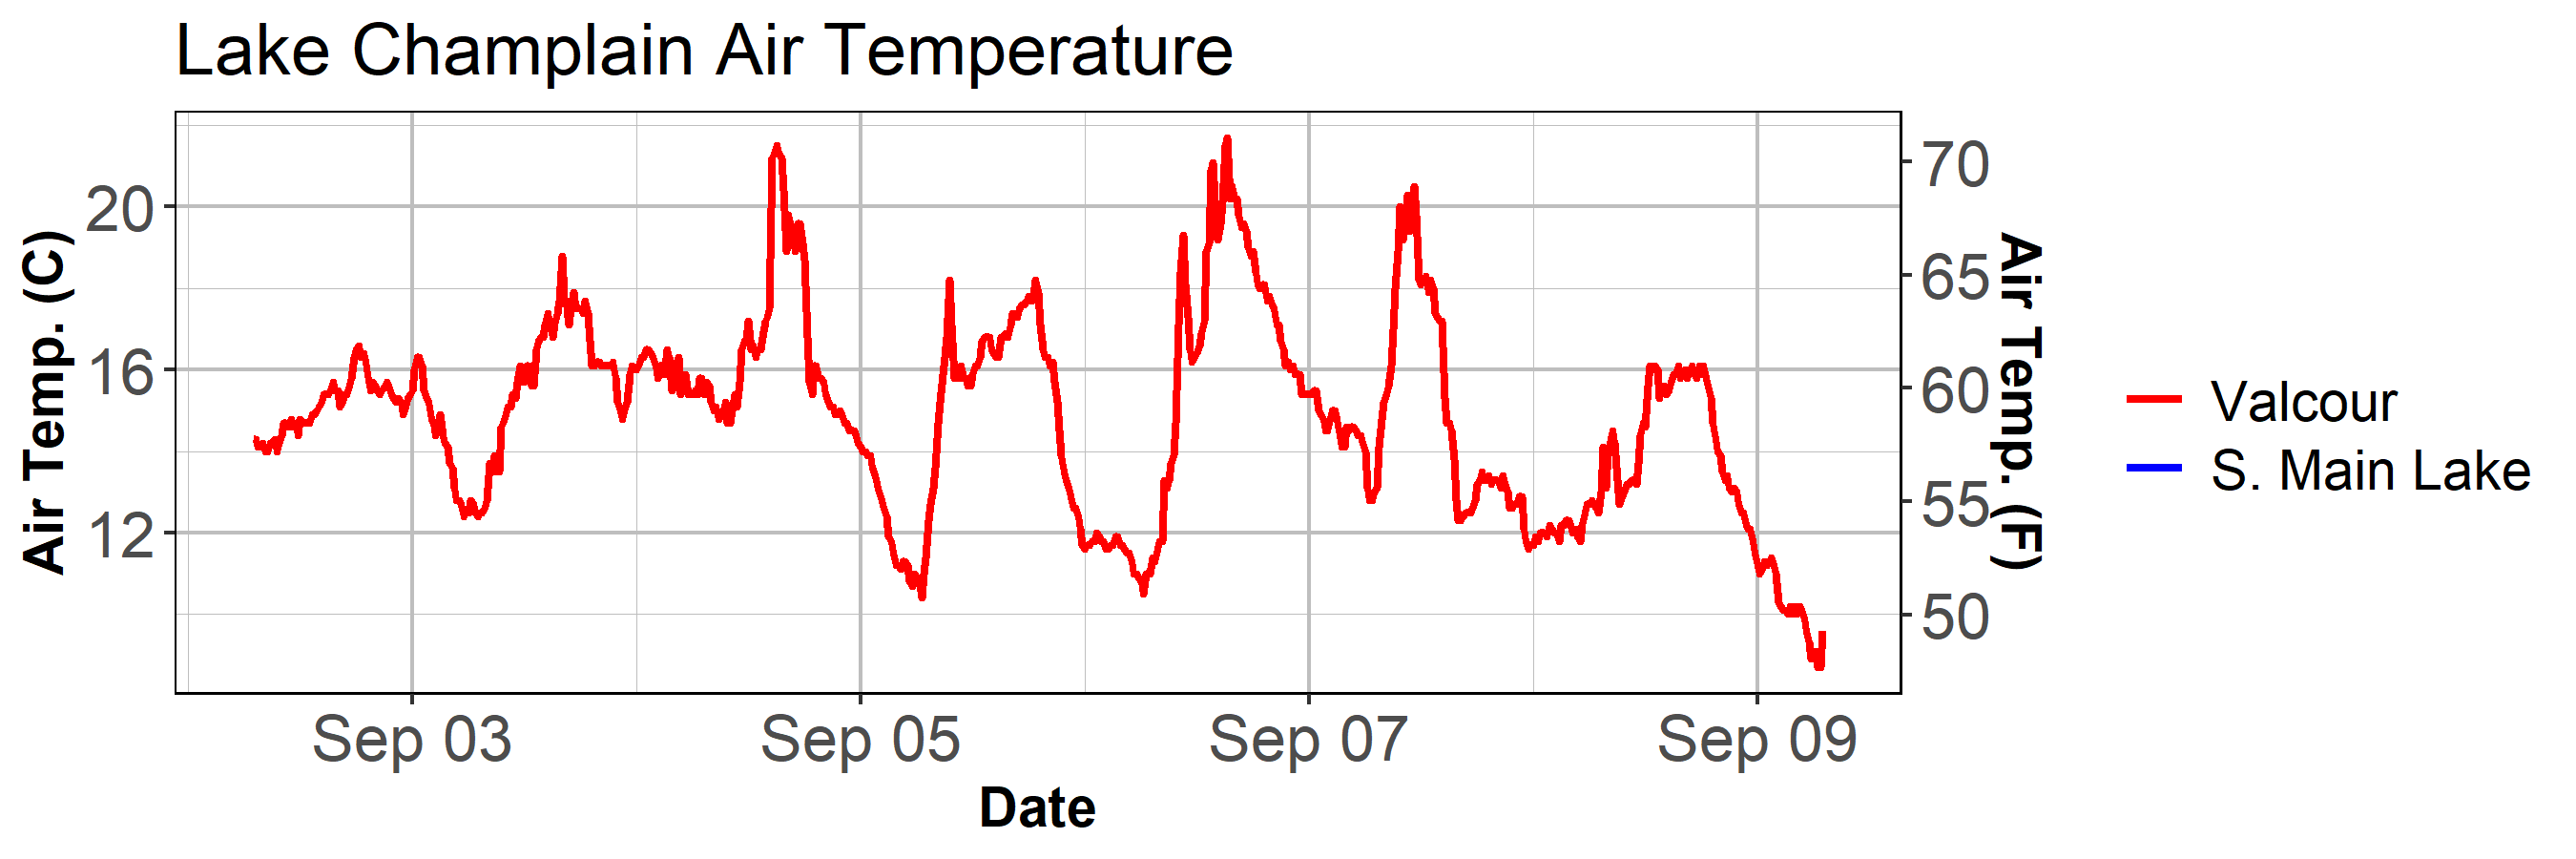 Lake Champlain Air Temperature
Air Temp. (C)
20
16
12
70
65
60
55
50
Air Temp. (F)
Sep 03
Sep 05
Sep 07
Sep 09
Date
Valcour
S. Main Lake